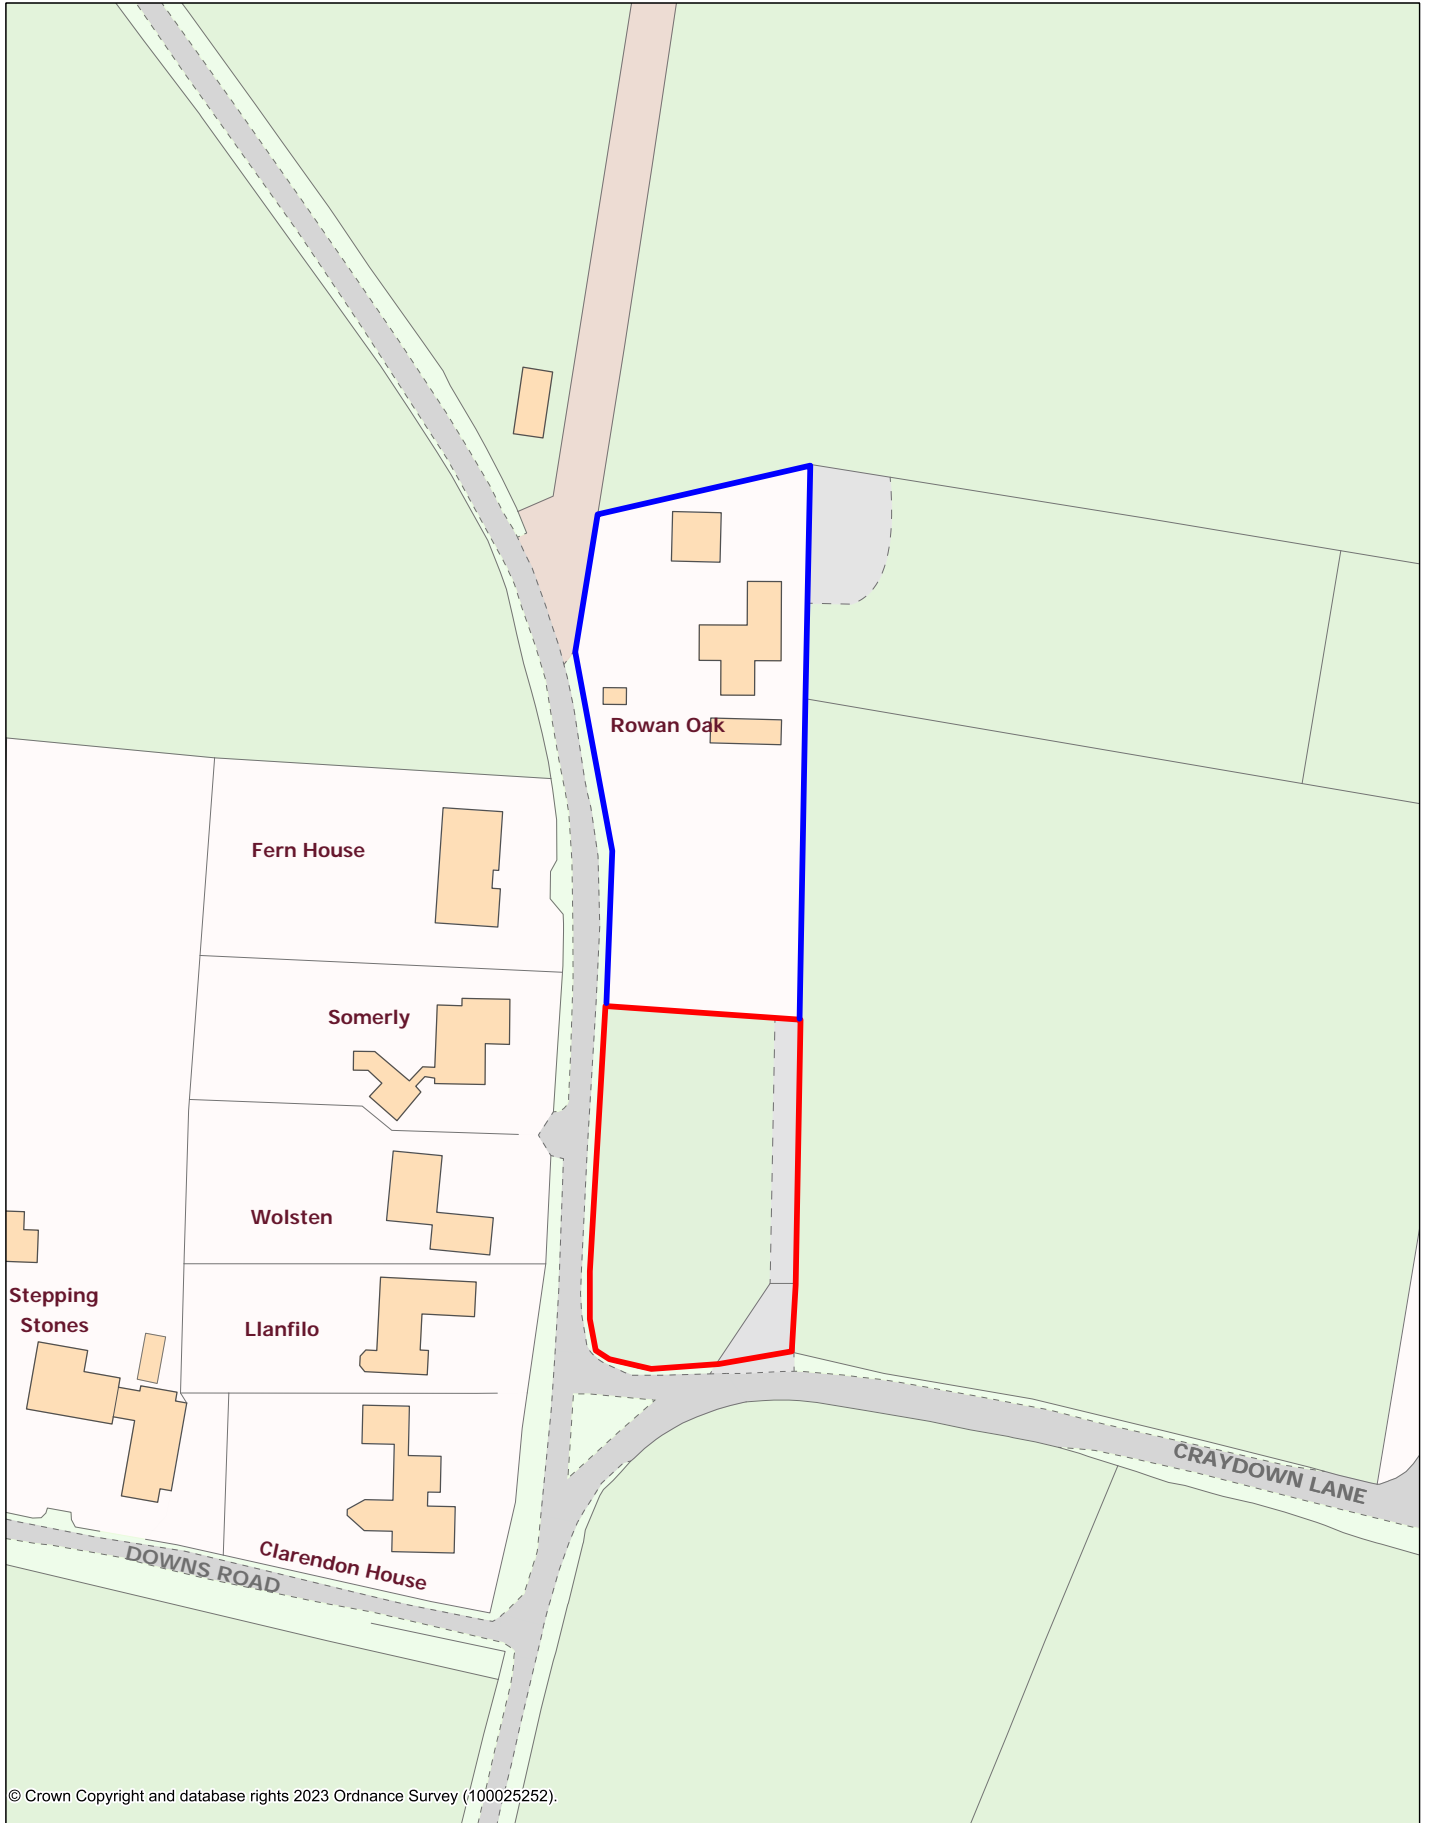 Rowan Oak
Fern House
Somerly
Wolsten
Stepping
Stones
Llanfilo
CRAYDOWN LANE
Clarendon House
DOWNS ROAD
© Crown Copyright and database rights 2023 Ordnance Survey (100025252).